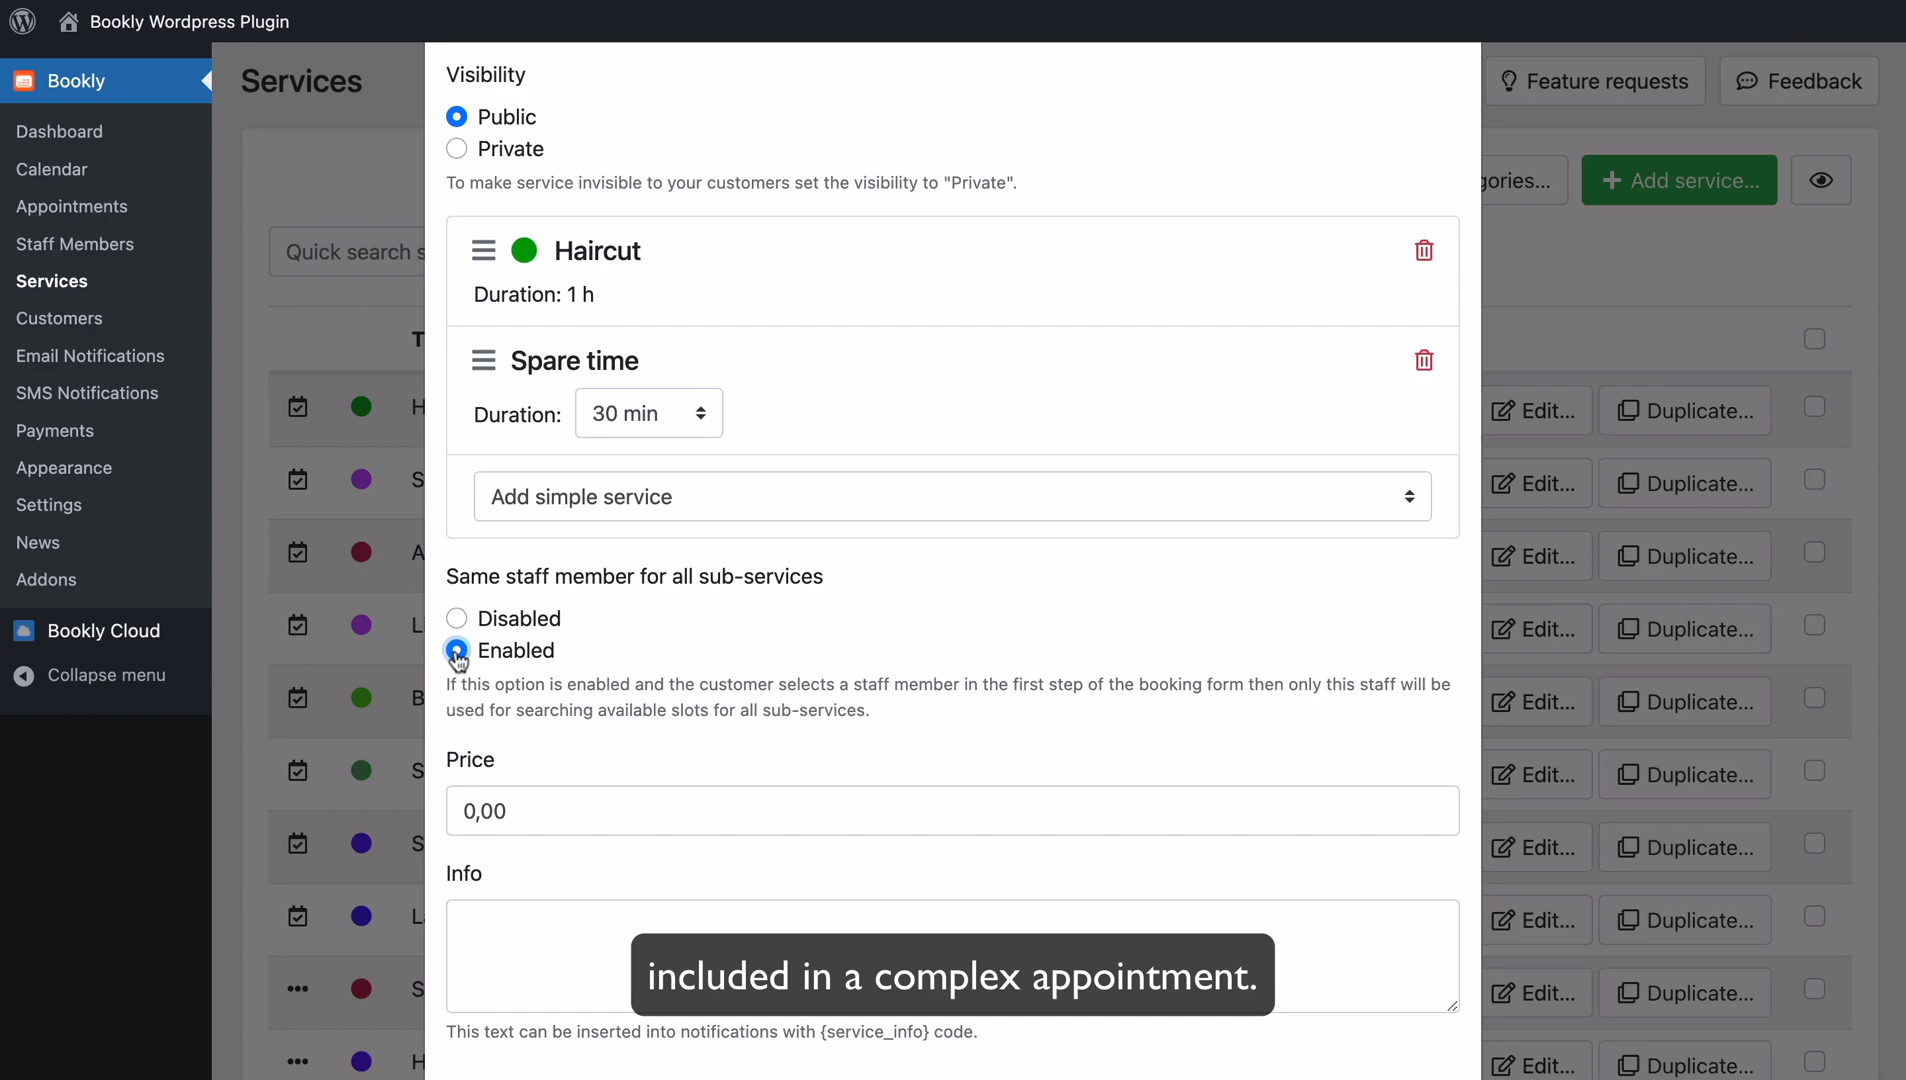 Bookly Wordpress Plugin
Bookly
Dashboard
Calendar
Appointments
Staff Members
Services
Customers
Email Notifications
SMS Notifications
Payments
Appearance
Settings
News
Addons
Bookly Cloud
Collapse menu
Services
Feature requests
Feedback
gories...
Add service...
Quick search s
T
H
S
A
L
B
S
S
La
S
H
Visibility
Public
Private
To make service invisible to your customers set the visibility to "Private".
Haircut
Duration: 1 h
Spare time
Duration: 30 min
Add simple service
Same staff member for all sub-services
Disabled
Enabled
If this option is enabled and the customer selects a staff member in the first step of the booking form then only this staff will be
used for searching available slots for all sub-services.
Price
0,00
Info
included in a complex appointment.
This text can be inserted into notifications with {service_info} code.
Edit... Duplicate...
Edit... Duplicate...
Edit... Duplicate...
Edit... Duplicate...
Edit... Duplicate...
Edit... Duplicate...
Edit... Duplicate...
Edit... Duplicate...
Edit... Duplicate...
Edit... Duplicate...